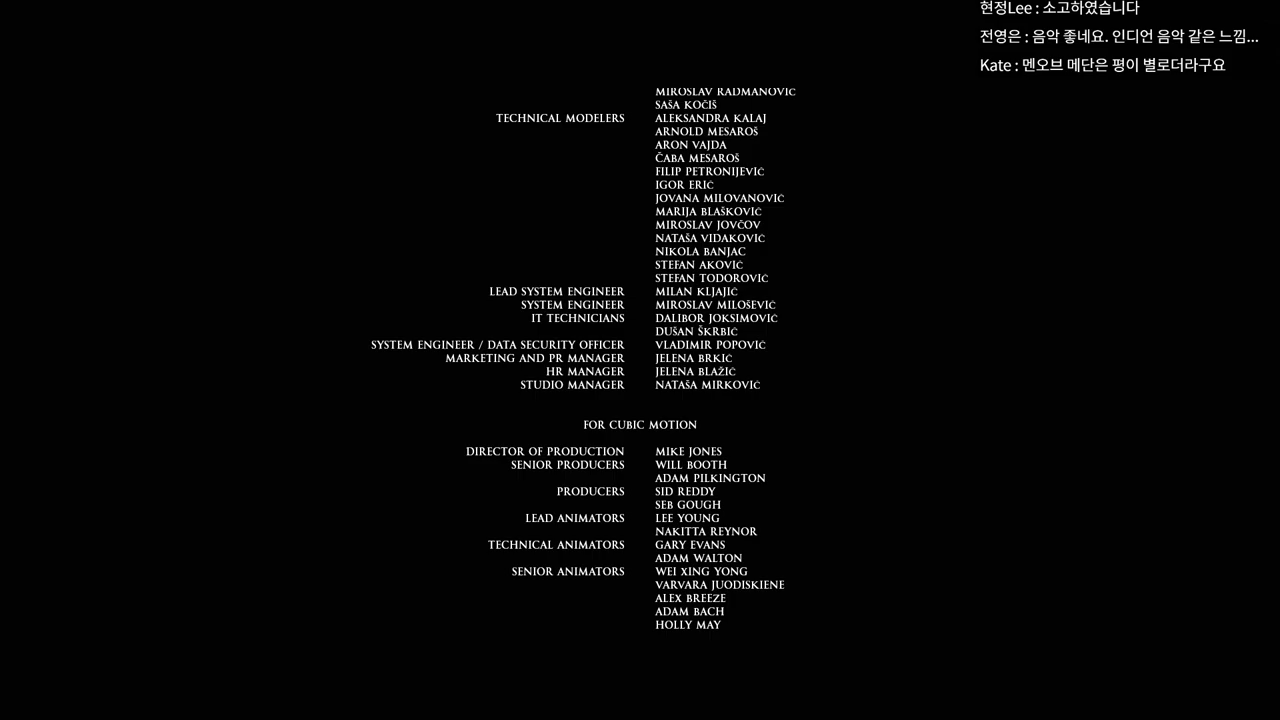 현정Lee : 소고하였습니다
전영은 : 음악 좋네요. 인디언 음악 같은 느낌...
Kate : 멘오브 메단은 평이 별로더라구요
MIROSLAV RADMANOVIĆ
SAŠA KOČIŠ
TECHNICAL MODELERS ALEKSANDRA KALAJ
ARNOLD MESAROŠ
ARON VAJDA
ČABA MESAROŠ
FILIP PETRONIJEVIĆ
IGOR ERIĆ
JOVANA MILOVANOVIĆ
MARIJA BLAŠKOVIĆ
MIROSLAV JOVČOV
NATAŠA VIDAKOVIĆ
NIKOLA BANJAC
STEFAN AKOVIĆ
STEFAN TODOROVIĆ
LEAD SYSTEM ENGINEER MILAN KLJAJIĆ
SYSTEM ENGINEER MIROSLAV MILOŠEVIĆ
IT TECHNICIANS DALIBOR JOKSIMOVIĆ
DUŠAN ŠKRBIĆ
SYSTEM ENGINEER / DATA SECURITY OFFICER VLADIMIR POPOVIĆ
MARKETING AND PR MANAGER JELENA BRKIĆ
HR MANAGER JELENA BLAŽIĆ
STUDIO MANAGER NATAŠA MIRKOVIĆ
FOR CUBIC MOTION
DIRECTOR OF PRODUCTION MIKE JONES
SENIOR PRODUCERS WILL BOOTH
ADAM PILKINGTON
PRODUCERS SID REDDY
SEB GOUGH
LEAD ANIMATORS LEE YOUNG
NAKITTA REYNOR
TECHNICAL ANIMATORS GARY EVANS
ADAM WALTON
SENIOR ANIMATORS WEI XING YONG
VARVARA JUODISKIENE
ALEX BREEZE
ADAM BACH
HOLLY MAY